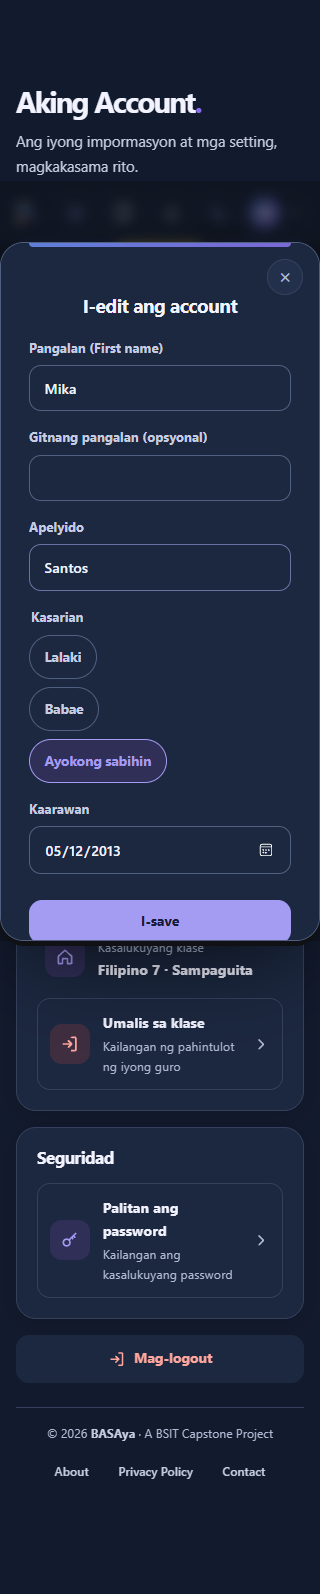 Aking Account.
Ang iyong impormasyon at mga setting,
magkakasama rito.
I-edit ang account
Pangalan (First name)
Mika
Gitnang pangalan (opsyonal)
Apelyido
Santos
Kasarian
Lalaki
Babae
Ayokong sabihin
Kaarawan
05/12/2013
I-save
Kasalukuyang klase
Filipino 7 · Sampaguita
Umalis sa klase
Kailangan ng pahintulot
ng iyong guro
Seguridad
Palitan ang
password
Kailangan ang
kasalukuyang password
Mag-logout
© 2026 BASAya · A BSIT Capstone Project
About Privacy Policy Contact